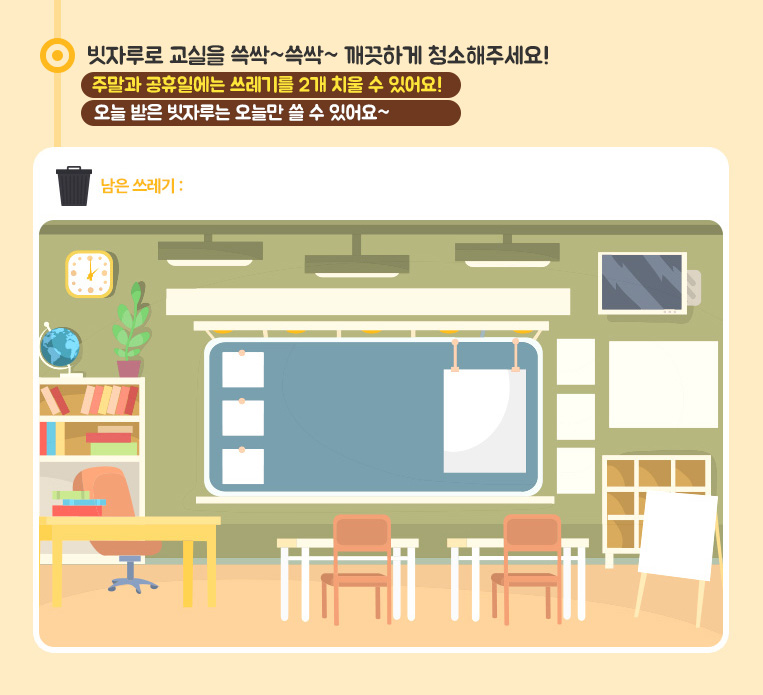 빗자루로 교실을 쓱싹~쓱싹~ 깨끗하게 청소해주세요!
주말과 공휴일에는 쓰레기를 2개 치울 수 있어요!
오늘 받은 빗자루는 오늘만 쓸 수 있어요~
남은 쓰레기 :